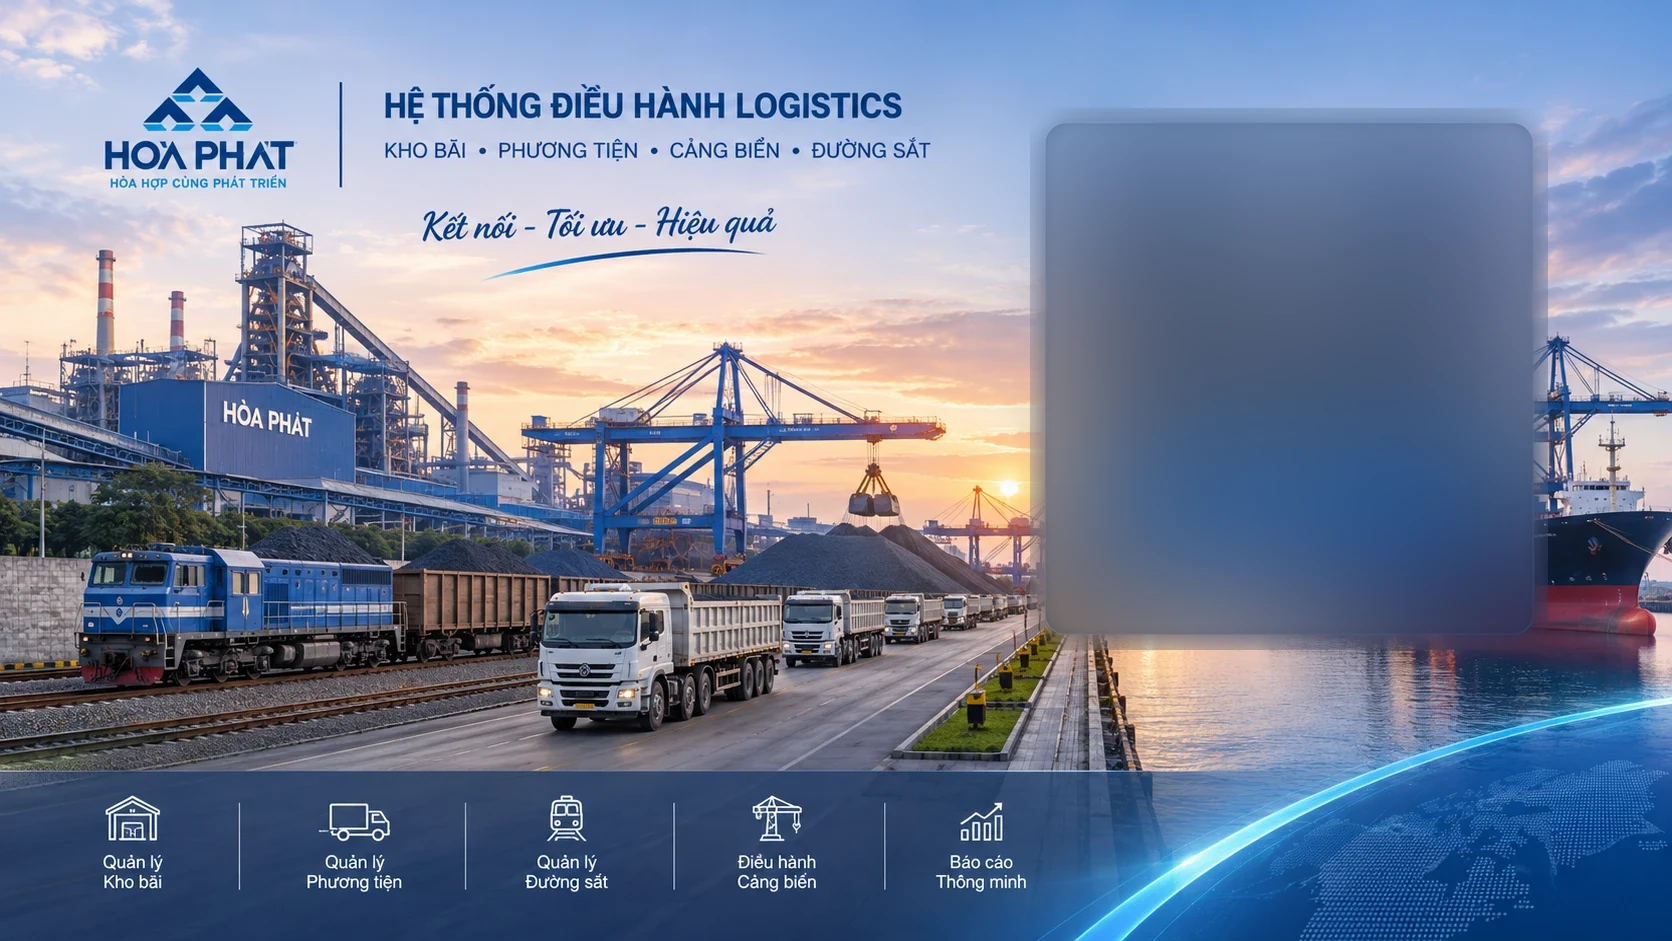 HÒA PHÁT
HÒA HỢP CÙNG PHÁT TRIỂN
HỆ THỐNG ĐIỀU HÀNH LOGISTICS
KHO BÃI • PHƯƠNG TIỆN • CẢNG BIỂN • ĐƯỜNG SẮT
Kết nối - Tối ưu - Hiệu quả
HÒA PHÁT
Quản lý
Kho bãi
Quản lý
Phương tiện
Quản lý
Đường sắt
Điều hành
Cảng biển
Báo cáo
Thông minh